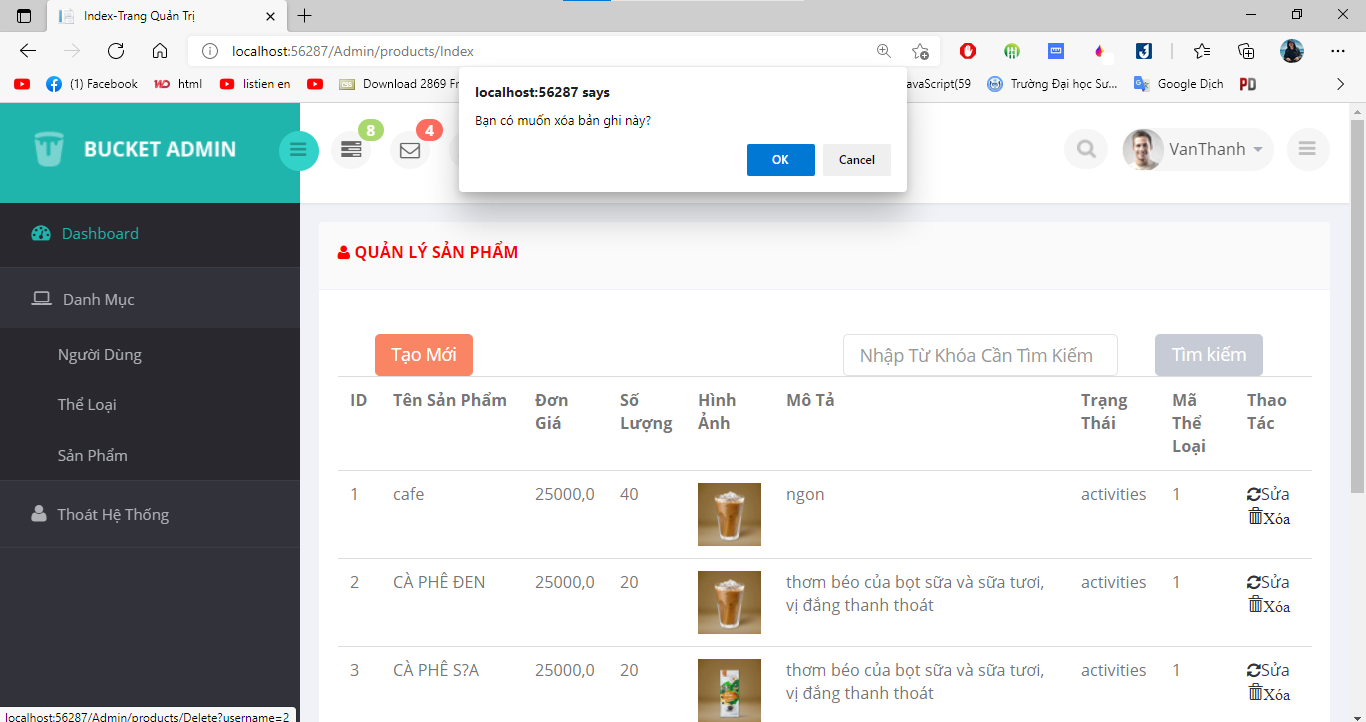 Index-Trang Quản Trị
localhost:56287/Admin/products/Index
(1) Facebook
html
listien en
Download 2869 Fr
avaScript(59
Trường Đại học Sư...
Google Dịch
PD
localhost:56287 says
Bạn có muốn xóa bản ghi này?
OK
Cancel
BUCKET ADMIN
8
4
VanThanh
Dashboard
Danh Mục
Người Dùng
Thể Loại
Sản Phẩm
Thoát Hệ Thống
QUẢN LÝ SẢN PHẨM
Tạo Mới
Nhập Từ Khóa Cần Tìm Kiếm
Tìm kiếm
ID Tên Sản Phẩm Đơn Số Hình Mô Tả Trạng Mã Thao
Giá Lượng Ảnh Thái Thể Tác
Loại
1 cafe 25000,0 40 ngon activities 1 Sửa
Xóa
2 CÀ PHÊ ĐEN 25000,0 20 thơm béo của bọt sữa và sữa tươi, activities 1 Sửa
vị đắng thanh thoát Xóa
3 CÀ PHÊ S?A 25000,0 20 thơm béo của bọt sữa và sữa tươi, activities 1 Sửa
vị đắng thanh thoát Xóa
localhost:56287/Admin/products/Delete?username=2